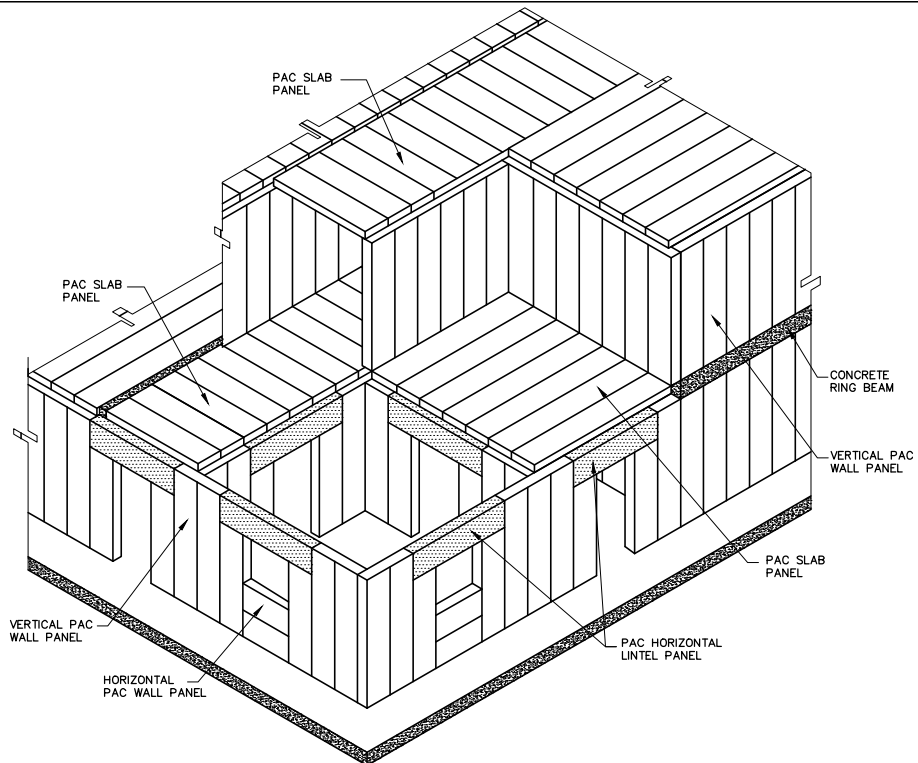 PAC SLAB
PANEL
PAC SLAB
PANEL
CONCRETE
RING BEAM
VERTICAL PAC
WALL PANEL
PAC SLAB
PANEL
VERTICAL PAC
WALL PANEL
PAC HORIZONTAL
LINTEL PANEL
HORIZONTAL
PAC WALL PANEL